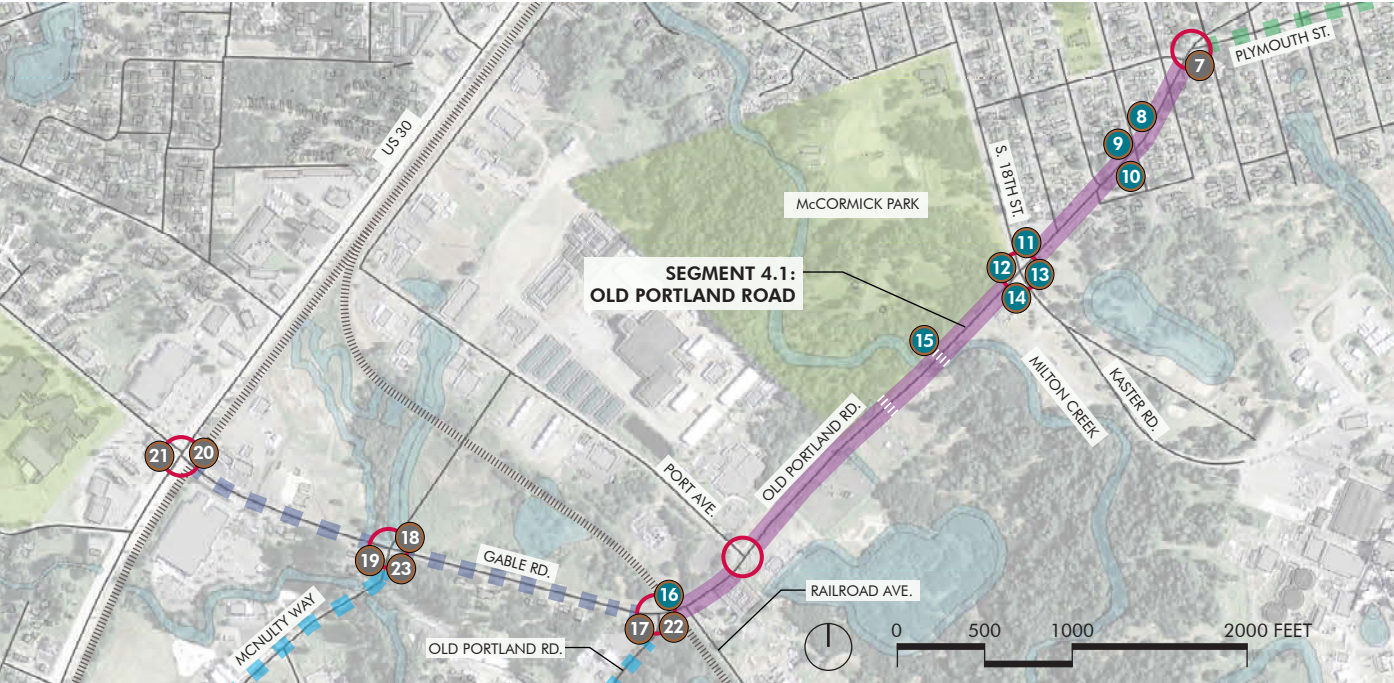 PLYMOUTH ST.
7
US 30
8
9
S. 18TH ST.
10
McCORMICK PARK
11
12
13
SEGMENT 4.1:
OLD PORTLAND ROAD
14
15
MILTON CREEK
KASTER RD.
OLD PORTLAND RD.
21
20
PORT AVE.
18
19
23
GABLE RD.
16
RAILROAD AVE.
MCNULTY WAY
17
22
OLD PORTLAND RD.
0 500 1000 2000 FEET